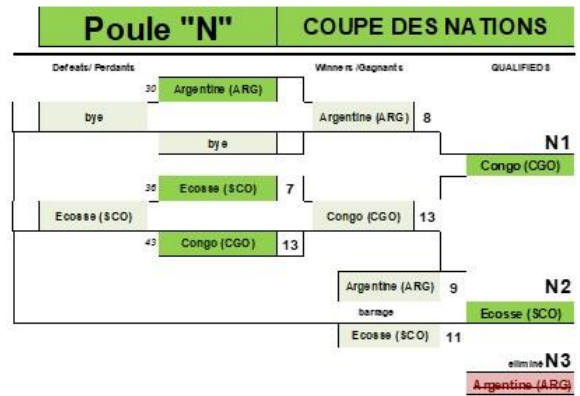 Poule "N" COUPE DES NATIONS
Defeats/ Perdants Winners /Gagnants QUALIFIEDS
30 Argentine (ARG)
bye Argentine (ARG) 8
bye N1
Congo (CGO)
36 Ecosse (SCO) 7
Ecosse (SCO) Congo (CGO) 13
43 Congo (CGO) 13
Argentine (ARG) 9 N2
barrage Ecosse (SCO)
Ecosse (SCO) 11
eliminé N3
Argentine (ARG)